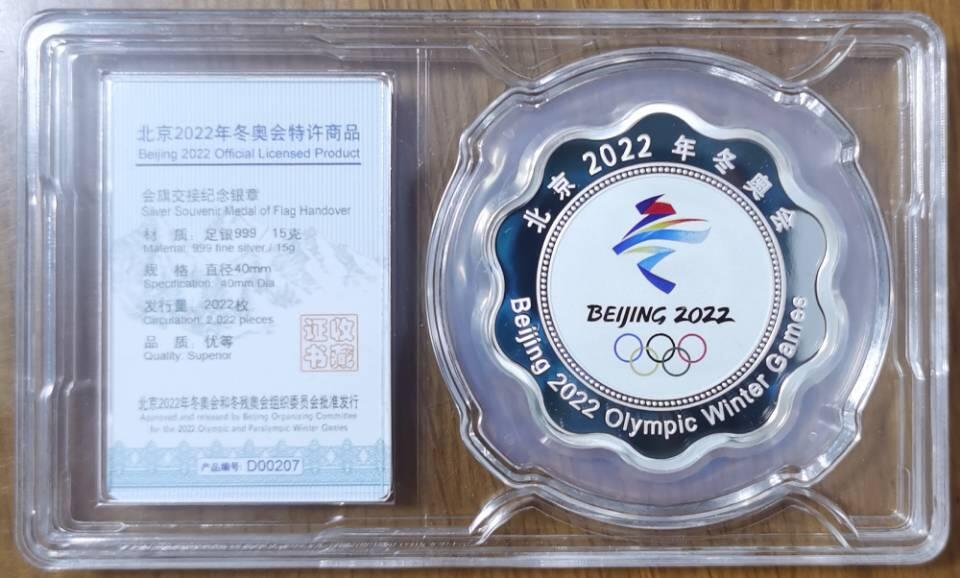 北京2022年冬奥会特许商品
Beijing 2022 Official Licensed Product
会旗交接纪念银章
Silver Souvenir Medal of Flag Handover
材 质：足银999／15克
Material: 999 fine silver / 15g
规 格：直径40mm
Specification: 40mm Dia.
发行量：2022枚
Circulation: 2,022 pieces
品 质：优等
Quality: Superior
收藏
证书
北京2022年冬奥会和冬残奥会组织委员会批准发行
Approved and released by Beijing Organizing Committee
for the 2022 Olympic and Paralympic Winter Games
产品编号：D00207
北京 2022 年冬奥会
BEIJING 2022
Beijing 2022 Olympic Winter Games